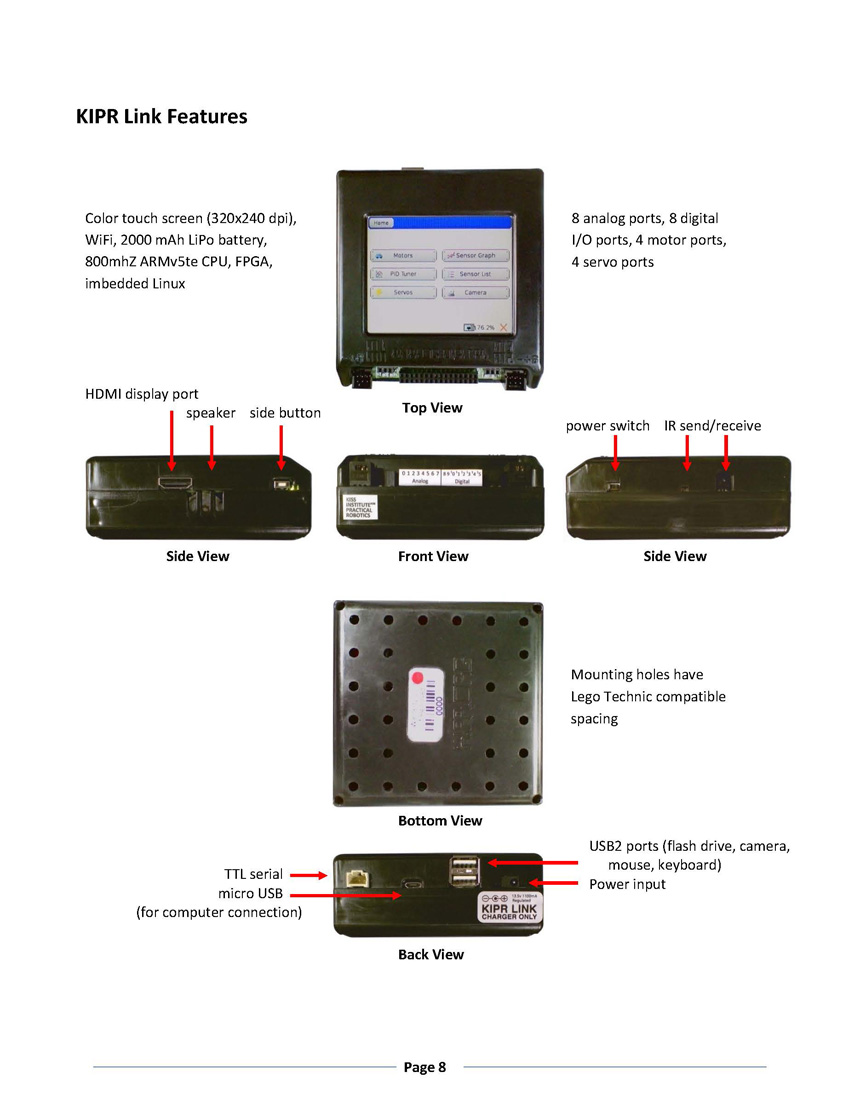 KIPR Link Features
Color touch screen (320x240 dpi),
WiFi, 2000 mAh LiPo battery,
800mhZ ARMv5te CPU, FPGA,
imbedded Linux
Home
Motors
Sensor Graph
PID Tuner
Sensor List
Servos
Camera
76.2%
8 analog ports, 8 digital
I/O ports, 4 motor ports,
4 servo ports
Top View
HDMI display port
speaker side button
power switch IR send/receive
0 1 2 3 4 5 6 7
Analog Digital
KISS
INSTITUTE FOR
PRACTICAL
ROBOTICS
Side View
Front View
Side View
Mounting holes have
Lego Technic compatible
spacing
0000
Bottom View
TTL serial
micro USB
(for computer connection)
USB2 ports (flash drive, camera,
mouse, keyboard)
Power input
KIPR LINK
CHARGER ONLY
Back View
Page 8